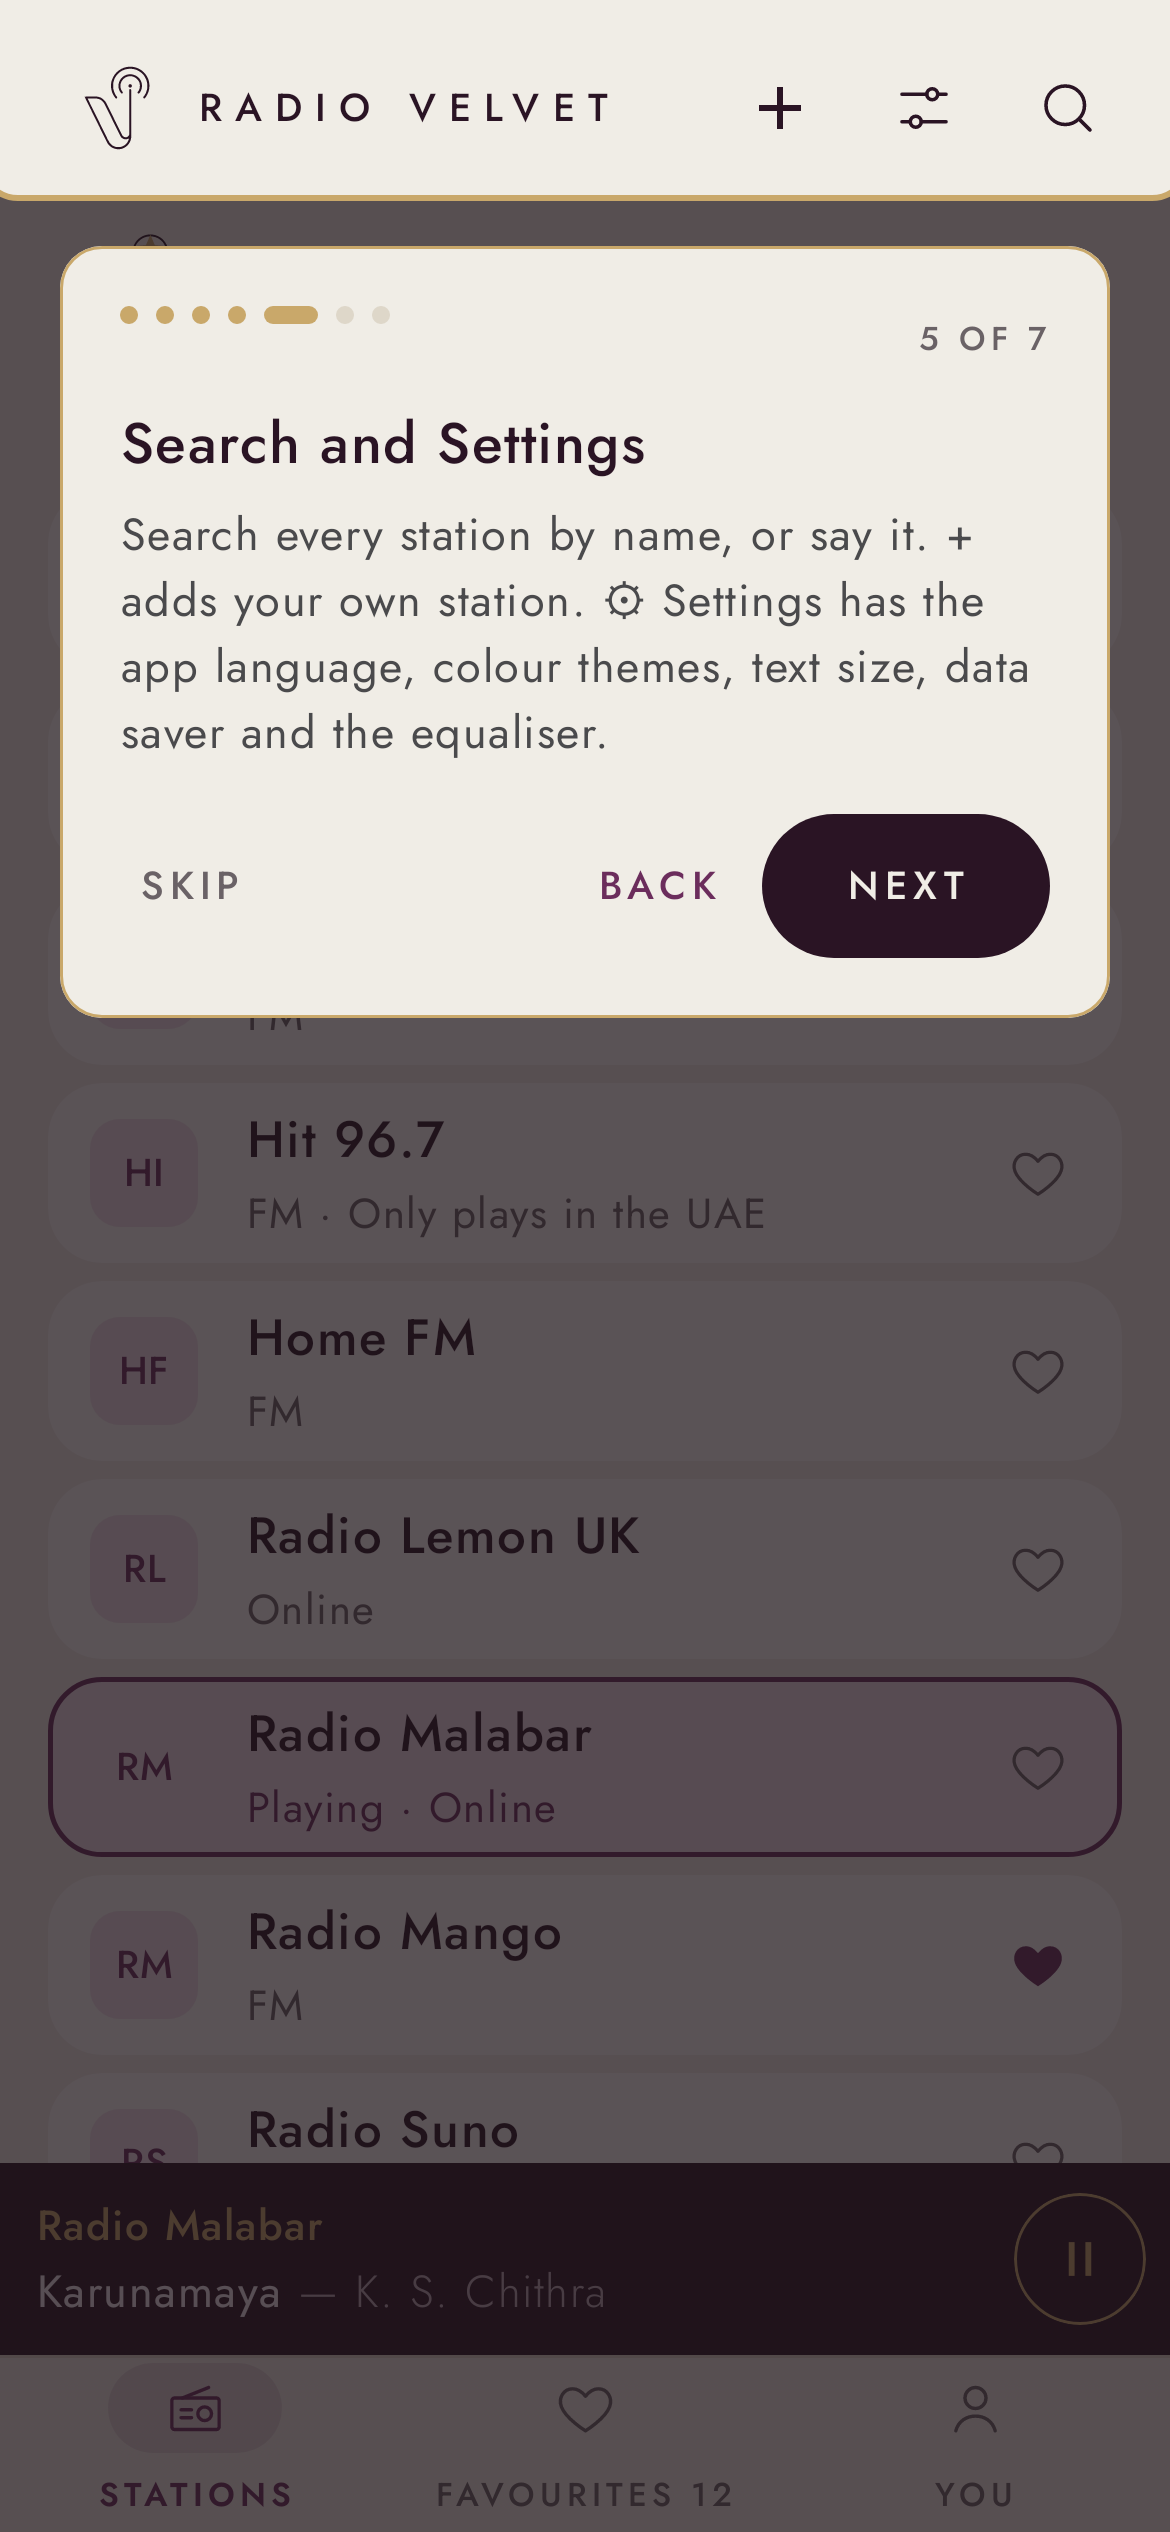 RADIO VELVET
5 OF 7
Search and Settings
Search every station by name, or say it. +
adds your own station. ⚙ Settings has the
app language, colour themes, text size, data
saver and the equaliser.
SKIP BACK NEXT
FM
HI
Hit 96.7
FM · Only plays in the UAE
HF
Home FM
FM
RL
Radio Lemon UK
Online
RM
Radio Malabar
Playing · Online
RM
Radio Mango
FM
RS
Radio Suno
Radio Malabar
Karunamaya — K. S. Chithra
STATIONS FAVOURITES 12 YOU